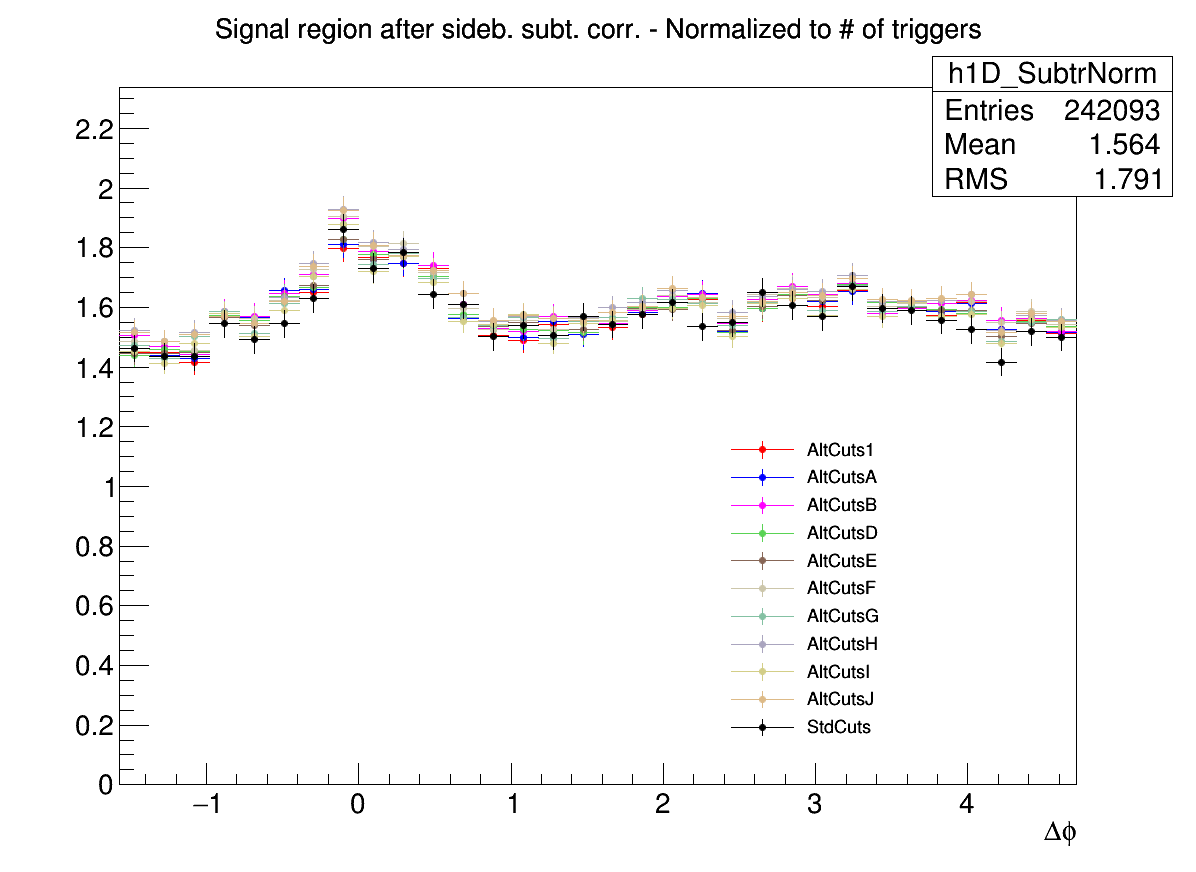 Signal region after sideb. subt. corr. - Normalized to # of triggers
h1D_SubtrNorm
Entries 242093
Mean 1.564
RMS 1.791
2.2
2
1.8
1.6
1.4
1.2
1
0.8
0.6
0.4
0.2
0
AltCuts1
AltCutsA
AltCutsB
AltCutsD
AltCutsE
AltCutsF
AltCutsG
AltCutsH
AltCutsI
AltCutsJ
StdCuts
−1 0 1 2 3 4
Δϕ